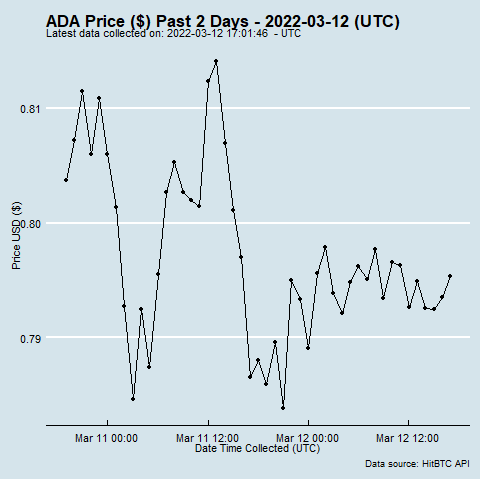 ADA Price ($) Past 2 Days - 2022-03-12 (UTC)
Latest data collected on: 2022-03-12 17:01:46 - UTC
0.81
0.80
0.79
Price USD ($)
Mar 11 00:00
Mar 11 12:00
Mar 12 00:00
Mar 12 12:00
Date Time Collected (UTC)
Data source: HitBTC API